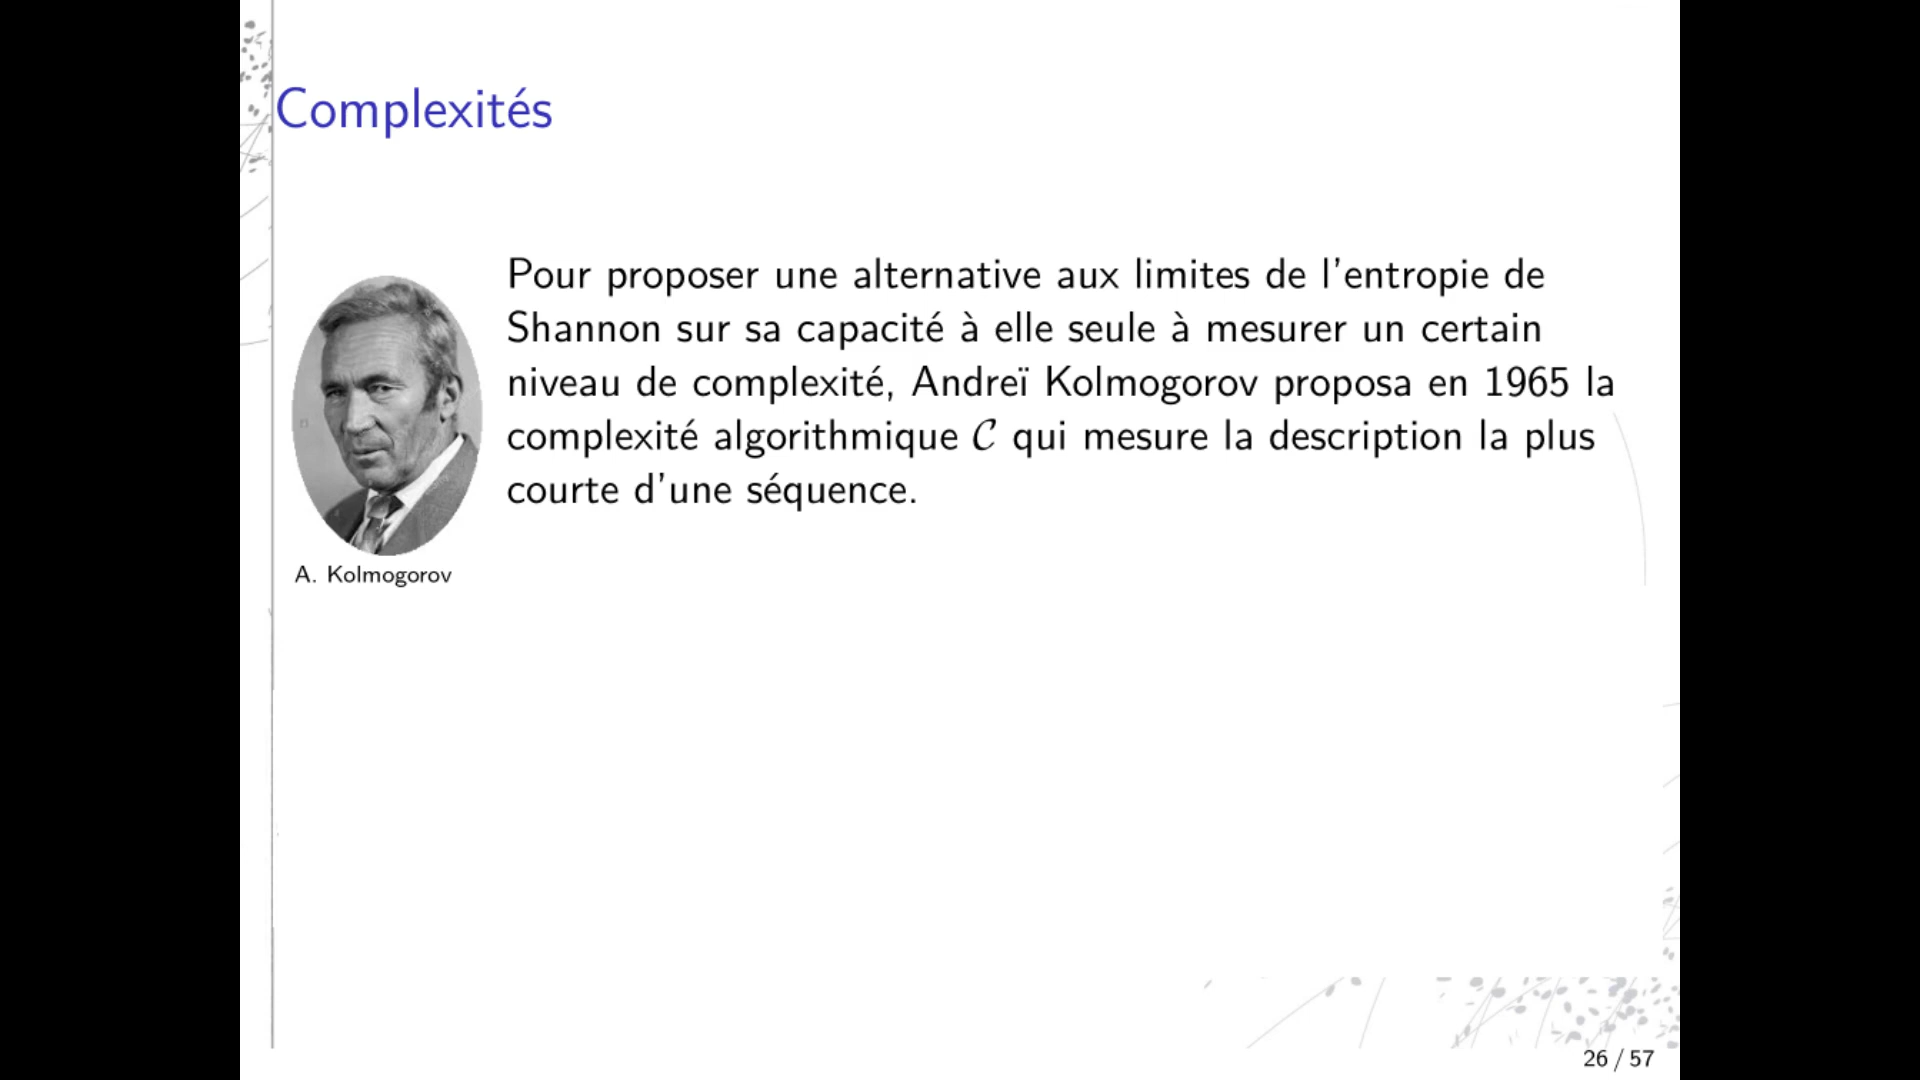 Complexités
Pour proposer une alternative aux limites de l'entropie de
Shannon sur sa capacité à elle seule à mesurer un certain
niveau de complexité, Andreï Kolmogorov proposa en 1965 la
complexité algorithmique C qui mesure la description la plus
courte d'une séquence.
A. Kolmogorov
26 / 57